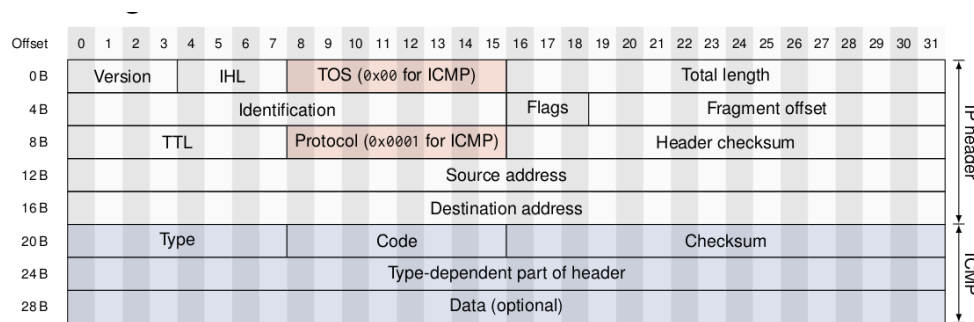 Offset 0 1 2 3 4 5 6 7 8 9 10 11 12 13 14 15 16 17 18 19 20 21 22 23 24 25 26 27 28 29 30 31
0 B Version IHL TOS (0x00 for ICMP) Total length
4 B Identification Flags Fragment offset
8 B TTL Protocol (0x0001 for ICMP) Header checksum
12 B Source address
16 B Destination address
20 B Type Code Checksum
24 B Type-dependent part of header
28 B Data (optional)
IP header
ICMP